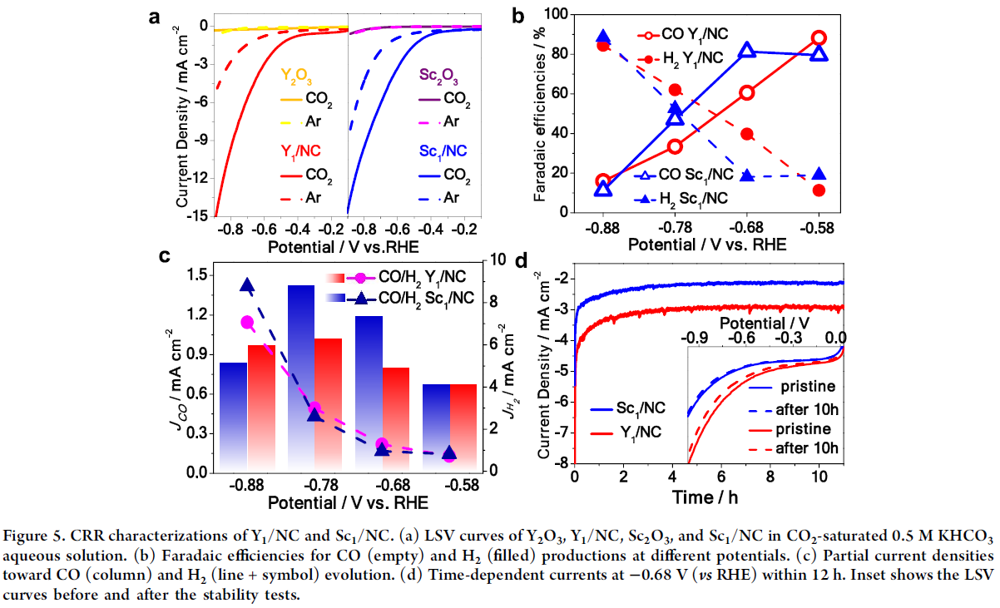 a
Current Density / mA cm-2
0
-3
-6
-9
-12
-15
Y2O3
CO2
Ar
Y1/NC
CO2
Ar
Sc2O3
CO2
Ar
Sc1/NC
CO2
Ar
-0.8 -0.6 -0.4 -0.2 -0.8 -0.6 -0.4 -0.2
Potential / V vs.RHE
b
Faradaic efficiencies / %
100
80
60
40
20
0
CO Y1/NC
H2 Y1/NC
CO Sc1/NC
H2 Sc1/NC
-0.88 -0.78 -0.68 -0.58
Potential / V vs.RHE
c
JCO / mA cm-2
1.5
1.2
0.9
0.6
0.3
0.0
CO/H2 Y1/NC
CO/H2 Sc1/NC
10
8
6
4
2
0
JH2 / mA cm-2
-0.88 -0.78 -0.68 -0.58
Potential / V vs. RHE
d
Current Density / mA cm-2
-2
-3
-4
-5
-6
-7
-8
Potential / V
-0.9 -0.6 -0.3 0.0
Sc1/NC
Y1/NC
pristine
after 10h
pristine
after 10h
0 2 4 6 8 10
Time / h
Figure 5. CRR characterizations of Y1/NC and Sc1/NC. (a) LSV curves of Y2O3, Y1/NC, Sc2O3, and Sc1/NC in CO2-saturated 0.5 M KHCO3
aqueous solution. (b) Faradaic efficiencies for CO (empty) and H2 (filled) productions at different potentials. (c) Partial current densities
toward CO (column) and H2 (line + symbol) evolution. (d) Time-dependent currents at −0.68 V (vs RHE) within 12 h. Inset shows the LSV
curves before and after the stability tests.